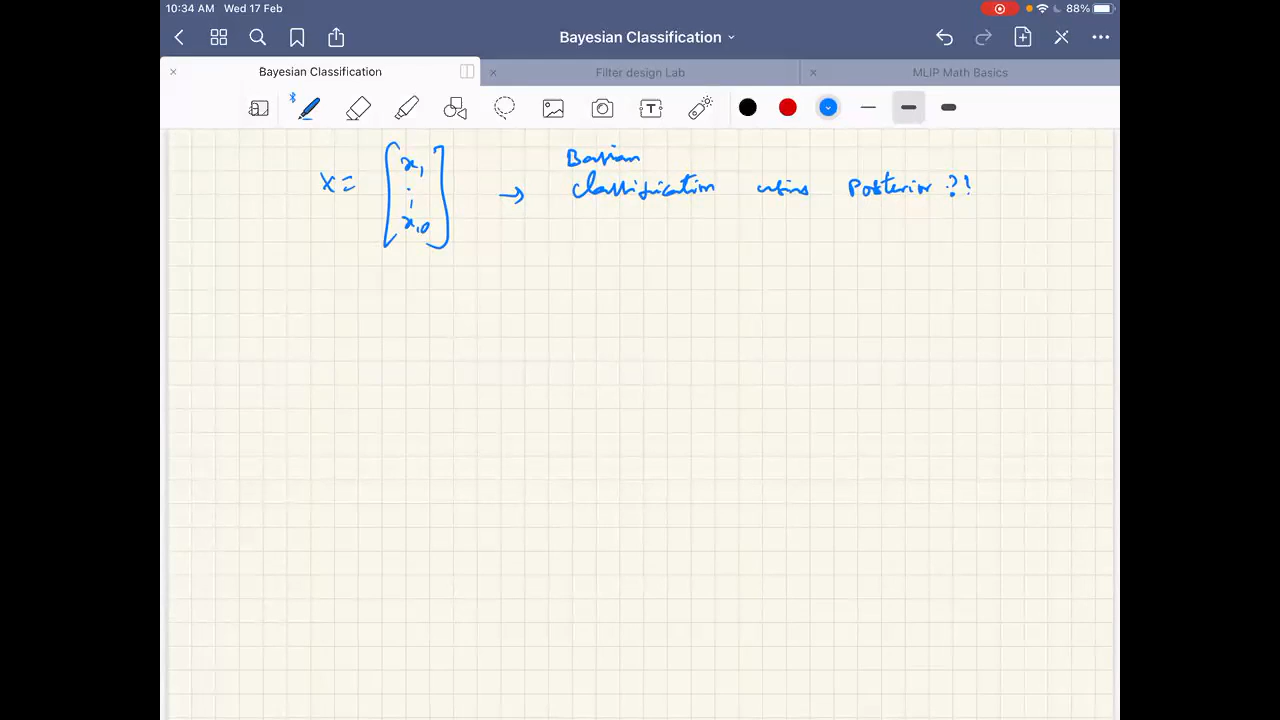 10:34 AM Wed 17 Feb
88%
Bayesian Classification
Bayesian Classification
Filter design Lab
MLIP Math Basics
T
x = [x1 . . x10] → Classification using Posterior ?!